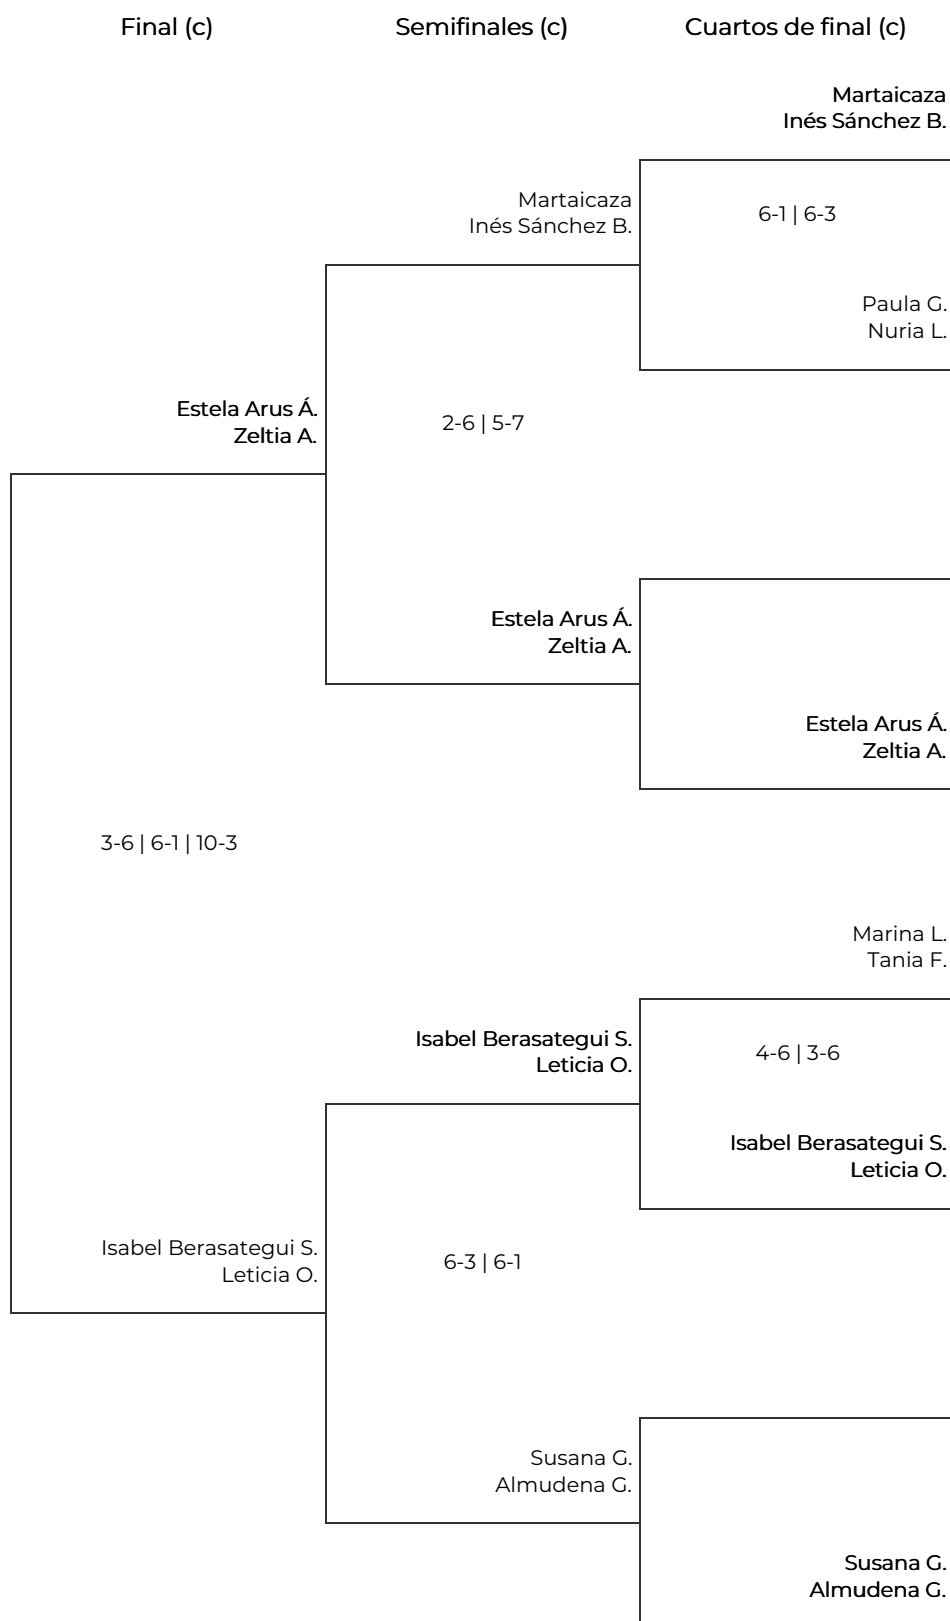 Final (c)
Semifinales (c)
Cuartos de final (c)
Martaicaza
Inés Sánchez B.
Martaicaza
Inés Sánchez B.
6-1 | 6-3
Paula G.
Nuria L.
Estela Arus Á.
Zeltia A.
2-6 | 5-7
Estela Arus Á.
Zeltia A.
Estela Arus Á.
Zeltia A.
3-6 | 6-1 | 10-3
Marina L.
Tania F.
Isabel Berasategui S.
Leticia O.
4-6 | 3-6
Isabel Berasategui S.
Leticia O.
Isabel Berasategui S.
Leticia O.
6-3 | 6-1
Susana G.
Almudena G.
Susana G.
Almudena G.